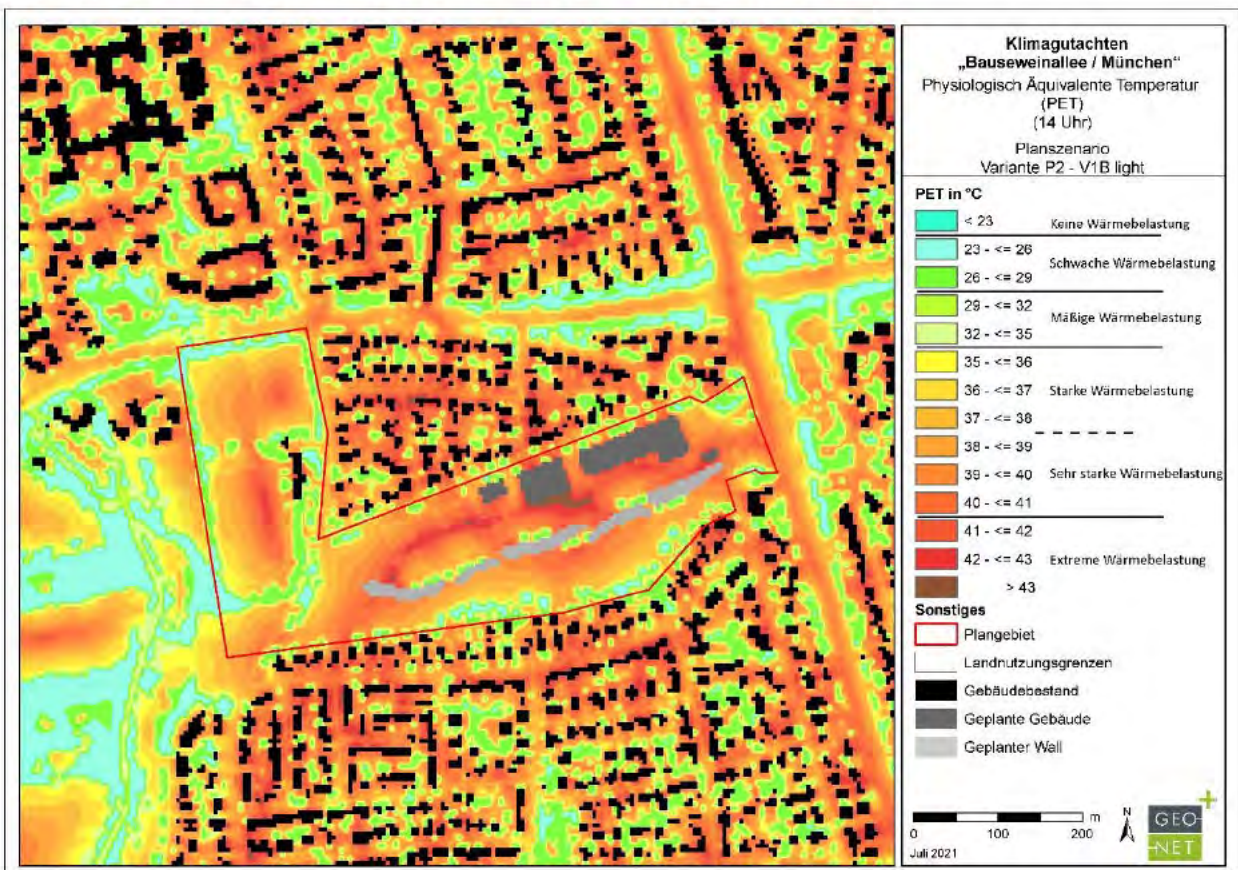 Klimagutachten
„Bauseweinallee / München"
Physiologisch Äquivalente Temperatur
(PET)
(14 Uhr)
Planszenario
Variante P2 - V1B light
PET in °C
< 23 Keine Wärmebelastung
23 - <= 26
Schwache Wärmebelastung
26 - <= 29
29 - <= 32
Mäßige Wärmebelastung
32 - <= 35
35 - <= 36
36 - <= 37 Starke Wärmebelastung
37 - <= 38
38 - <= 39
39 - <= 40 Sehr starke Wärmebelastung
40 - <= 41
41 - <= 42
42 - <= 43 Extreme Wärmebelastung
> 43
Sonstiges
Plangebiet
Landnutzungsgrenzen
Gebäudebestand
Geplante Gebäude
Geplanter Wall
m
0 100 200
N
Juli 2021
GEO-
NET